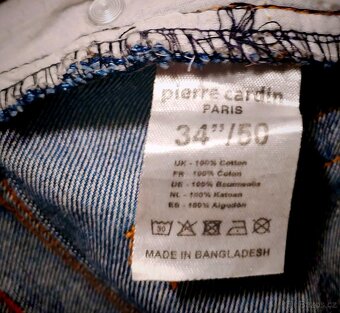 pierre cardin
PARIS
34"/50
UK - 100% Cotton
FR - 100% Coton
DE - 100% Baumwolle
NL - 100% Katoen
ES - 100% Algodón
30
MADE IN BANGLADESH